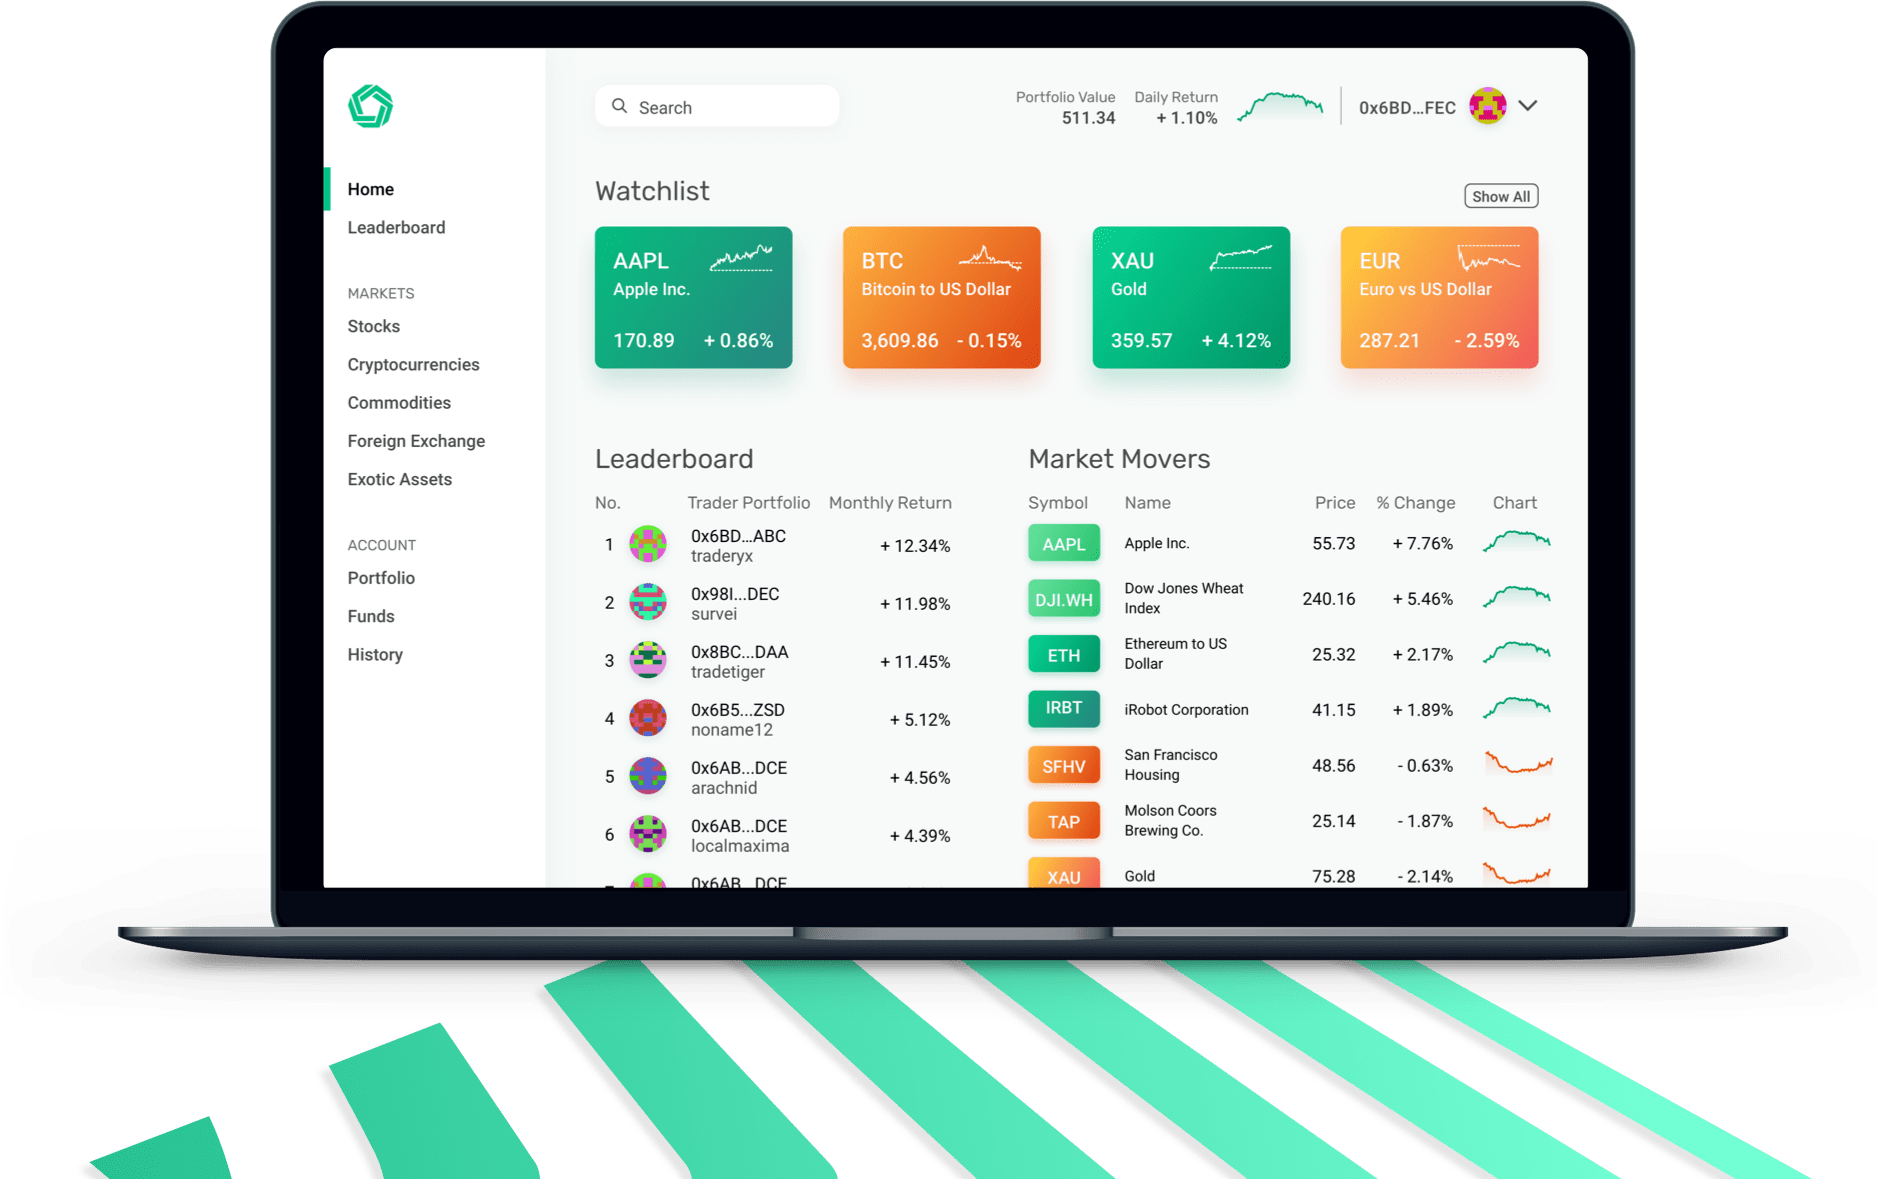 Search
Portfolio Value
511.34
Daily Return
+ 1.10%
0x6BD...FEC
Home
Leaderboard
MARKETS
Stocks
Cryptocurrencies
Commodities
Foreign Exchange
Exotic Assets
ACCOUNT
Portfolio
Funds
History
Watchlist
Show All
AAPL
Apple Inc.
170.89 + 0.86%
BTC
Bitcoin to US Dollar
3,609.86 - 0.15%
XAU
Gold
359.57 + 4.12%
EUR
Euro vs US Dollar
287.21 - 2.59%
Leaderboard
No. Trader Portfolio Monthly Return
1 0x6BD...ABC + 12.34%
traderyx
2 0x98I...DEC + 11.98%
survei
3 0x8BC...DAA + 11.45%
tradetiger
4 0x6B5...ZSD + 5.12%
noname12
5 0x6AB...DCE + 4.56%
arachnid
6 0x6AB...DCE + 4.39%
localmaxima
0x6AB...DCE
Market Movers
Symbol Name Price % Change Chart
AAPL Apple Inc. 55.73 + 7.76%
DJI.WH Dow Jones Wheat 240.16 + 5.46%
Index
ETH Ethereum to US 25.32 + 2.17%
Dollar
IRBT iRobot Corporation 41.15 + 1.89%
SFHV San Francisco 48.56 - 0.63%
Housing
TAP Molson Coors 25.14 - 1.87%
Brewing Co.
XAU Gold 75.28 - 2.14%